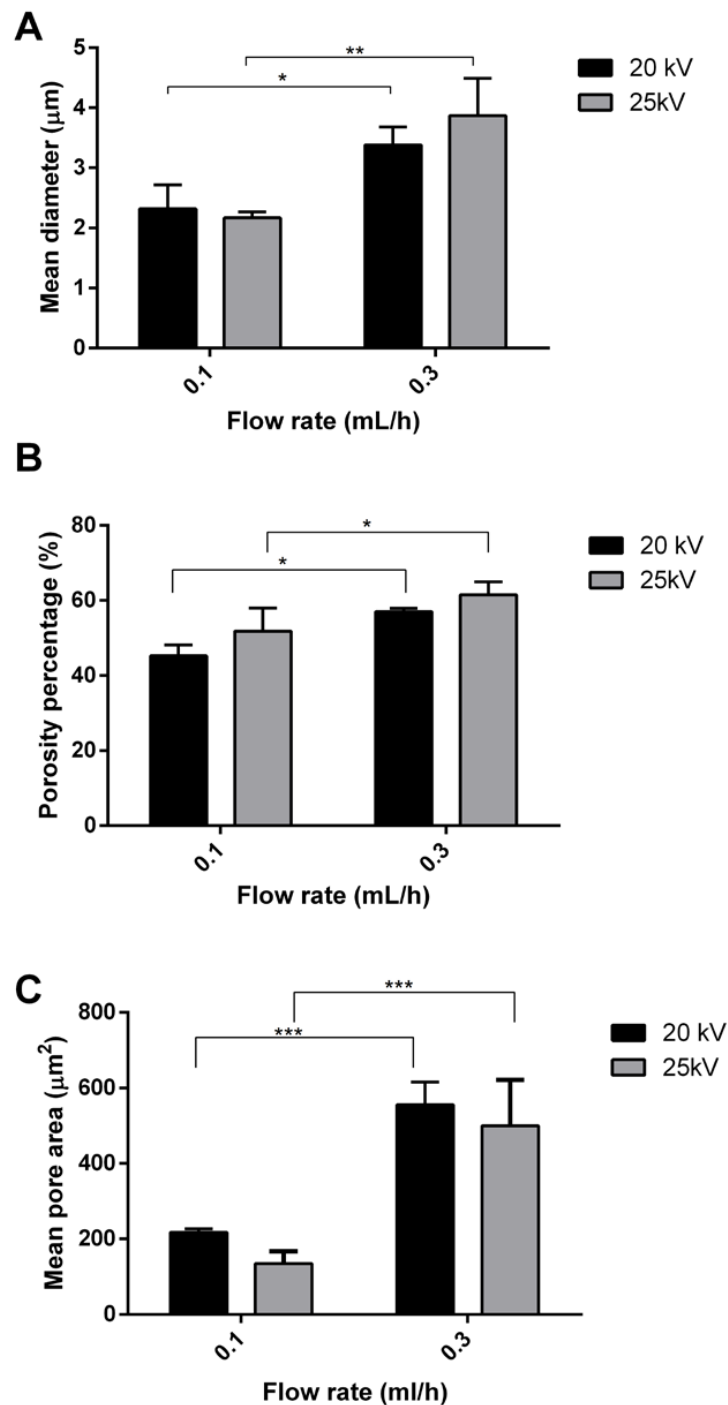 A
5
4
3
2
1
0
Mean diameter (μm)
*
**
20 kV
25kV
0.1
0.3
Flow rate (mL/h)
B
80
60
40
20
0
Porosity percentage (%)
*
*
20 kV
25kV
0.1
0.3
Flow rate (mL/h)
C
800
600
400
200
0
Mean pore area (μm²)
***
***
20 kV
25kV
0.1
0.3
Flow rate (ml/h)